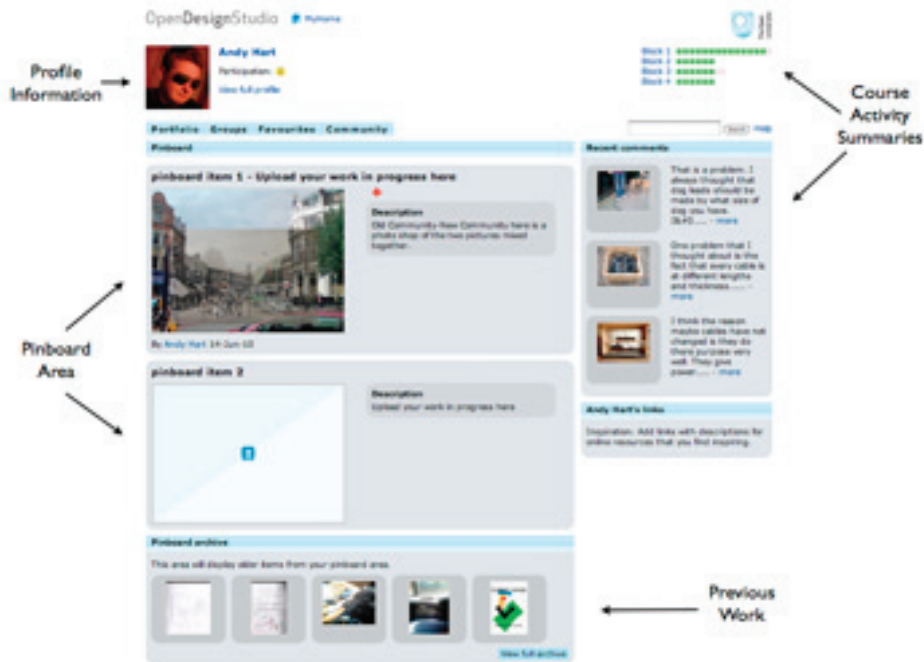 OpenDesignStudio MyHome
Profile
Information
Andy Hart
Participation:
View full profile
Block 1
Block 2
Block 3
Block 4
Course
Activity
Summaries
Portfolio Groups Favourites Community
Search Help
Pinboard
pinboard item 1 - Upload your work in progress here
Description
Old Community-New Community here is a
photo shop of the two pictures mixed
together.
By Andy Hart
Pinboard
Area
pinboard item 2
Description
Upload your work in progress here
Recent comments
That is a problem. I
always thought that
dog leads should be
made by what size of
dog you have.
- more
One problem that I
thought about is the
fact that every cable is
at different lengths
and thickness..... -
more
I think the reason
maybe cables have not
changed is they do
there purpose very
well. They give
power..... - more
Andy Hart's links
Inspiration: Add links with descriptions for
online resources that you find inspiring.
Pinboard archive
This area will display older items from your pinboard area.
View full archive
Previous
Work